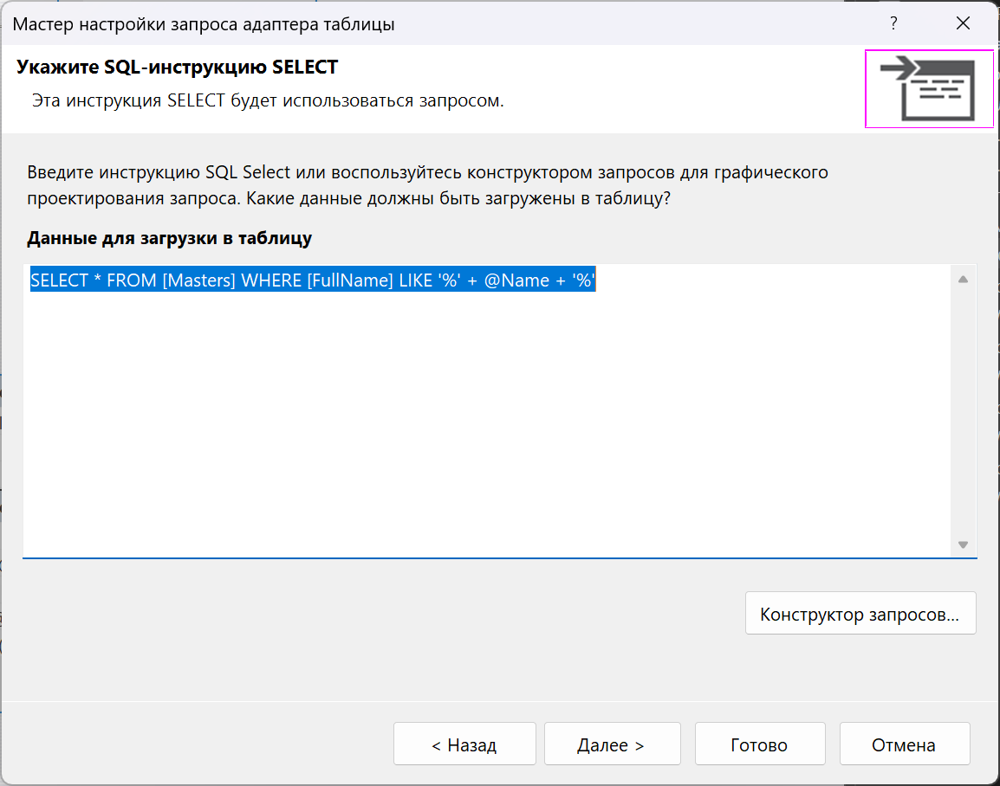 Мастер настройки запроса адаптера таблицы
?
Укажите SQL-инструкцию SELECT
Эта инструкция SELECT будет использоваться запросом.
Введите инструкцию SQL Select или воспользуйтесь конструктором запросов для графического
проектирования запроса. Какие данные должны быть загружены в таблицу?
Данные для загрузки в таблицу
SELECT * FROM [Masters] WHERE [FullName] LIKE '%' + @Name + '%'
Конструктор запросов...
< Назад
Далее >
Готово
Отмена